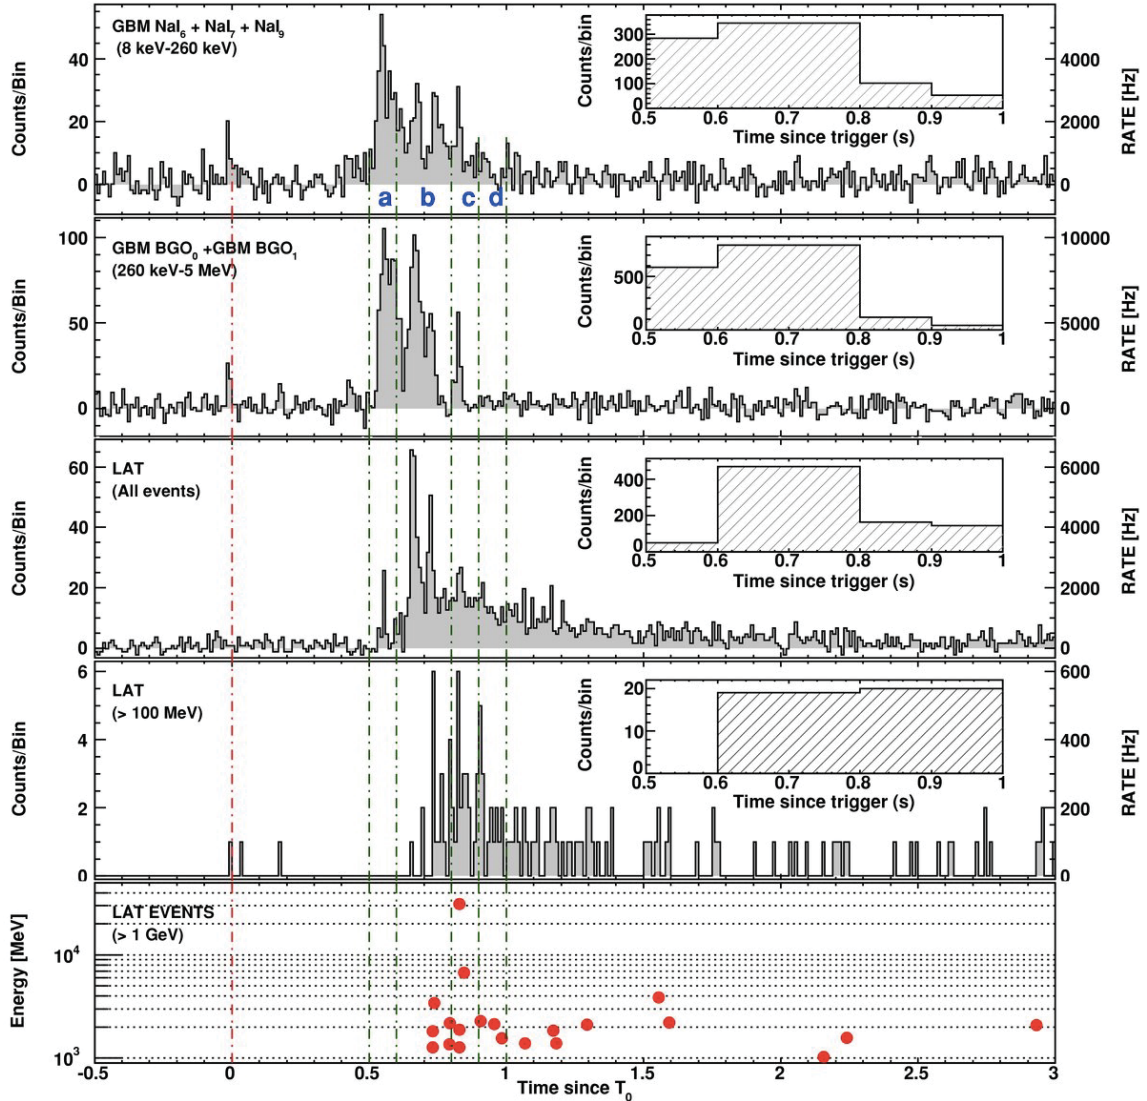 GBM NaI6 + NaI7 + NaI9
(8 keV-260 keV)
Counts/Bin
40
20
0
a b c d
RATE [Hz]
4000
2000
0
Counts/bin
300
200
100
0
0.5 0.6 0.7 0.8 0.9 1
Time since trigger (s)
GBM BGO0 +GBM BGO1
(260 keV-5 MeV)
Counts/Bin
100
50
0
RATE [Hz]
10000
5000
0
Counts/bin
500
0
0.5 0.6 0.7 0.8 0.9 1
Time since trigger (s)
LAT
(All events)
Counts/Bin
60
40
20
0
RATE [Hz]
6000
4000
2000
0
Counts/bin
400
200
0
0.5 0.6 0.7 0.8 0.9 1
Time since trigger (s)
LAT
(> 100 MeV)
Counts/Bin
6
4
2
0
RATE [Hz]
600
400
200
0
Counts/bin
20
10
0
0.5 0.6 0.7 0.8 0.9 1
Time since trigger (s)
LAT EVENTS
(> 1 GeV)
Energy [MeV]
10^4
10^3
-0.5 0 0.5 1 1.5 2 2.5 3
Time since T0